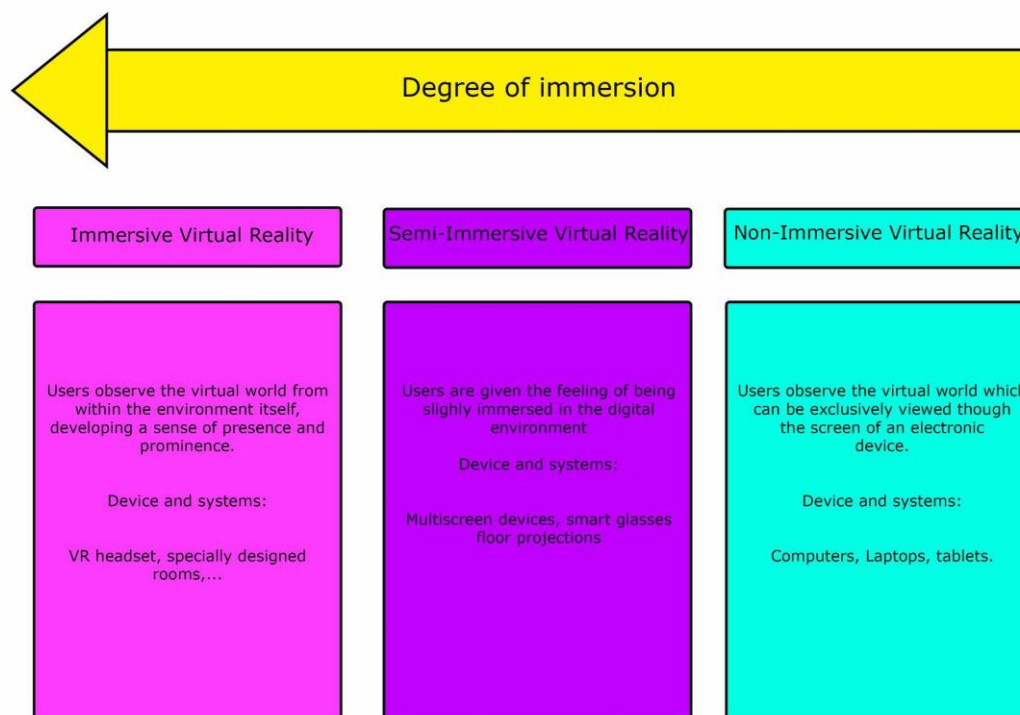 Degree of immersion
Immersive Virtual Reality
Semi-Immersive Virtual Reality
Non-Immersive Virtual Reality
Users observe the virtual world from
within the environment itself,
developing a sense of presence and
prominence.
Device and systems:
VR headset, specially designed
rooms,...
Users are given the feeling of being
slighly immersed in the digital
environment
Device and systems:
Multiscreen devices, smart glasses
floor projections
Users observe the virtual world which
can be exclusively viewed though
the screen of an electronic
device.
Device and systems:
Computers, Laptops, tablets.